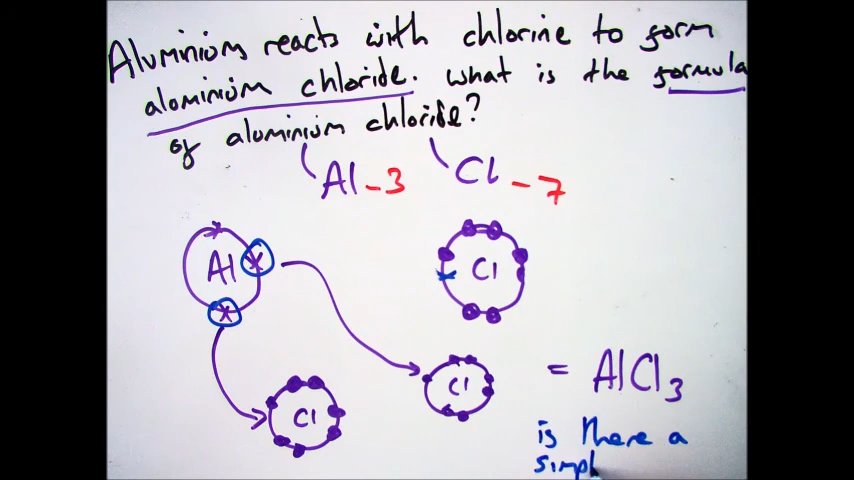 Aluminium reacts with chlorine to form
aluminium chloride. What is the formula
of aluminium chloride?
Al - 3 Cl - 7
Al Cl
Cl Cl
= AlCl3
is there a
simpl